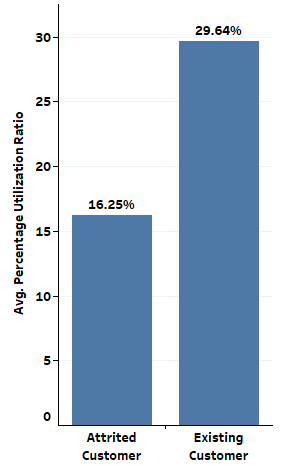 Avg. Percentage Utilization Ratio
30
25
20
15
10
5
0
29.64%
16.25%
Attrited
Customer
Existing
Customer